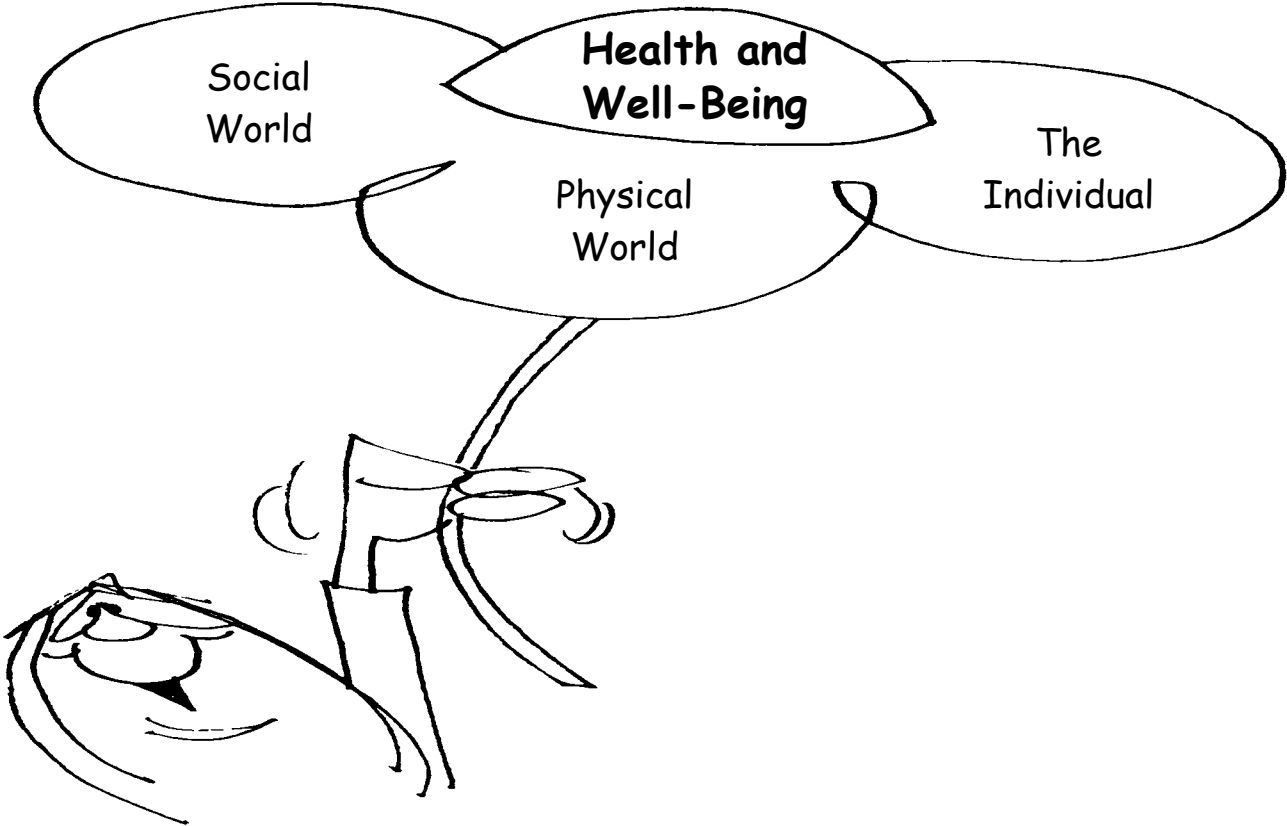 Social
World
Health and
Well-Being
Physical
World
The
Individual